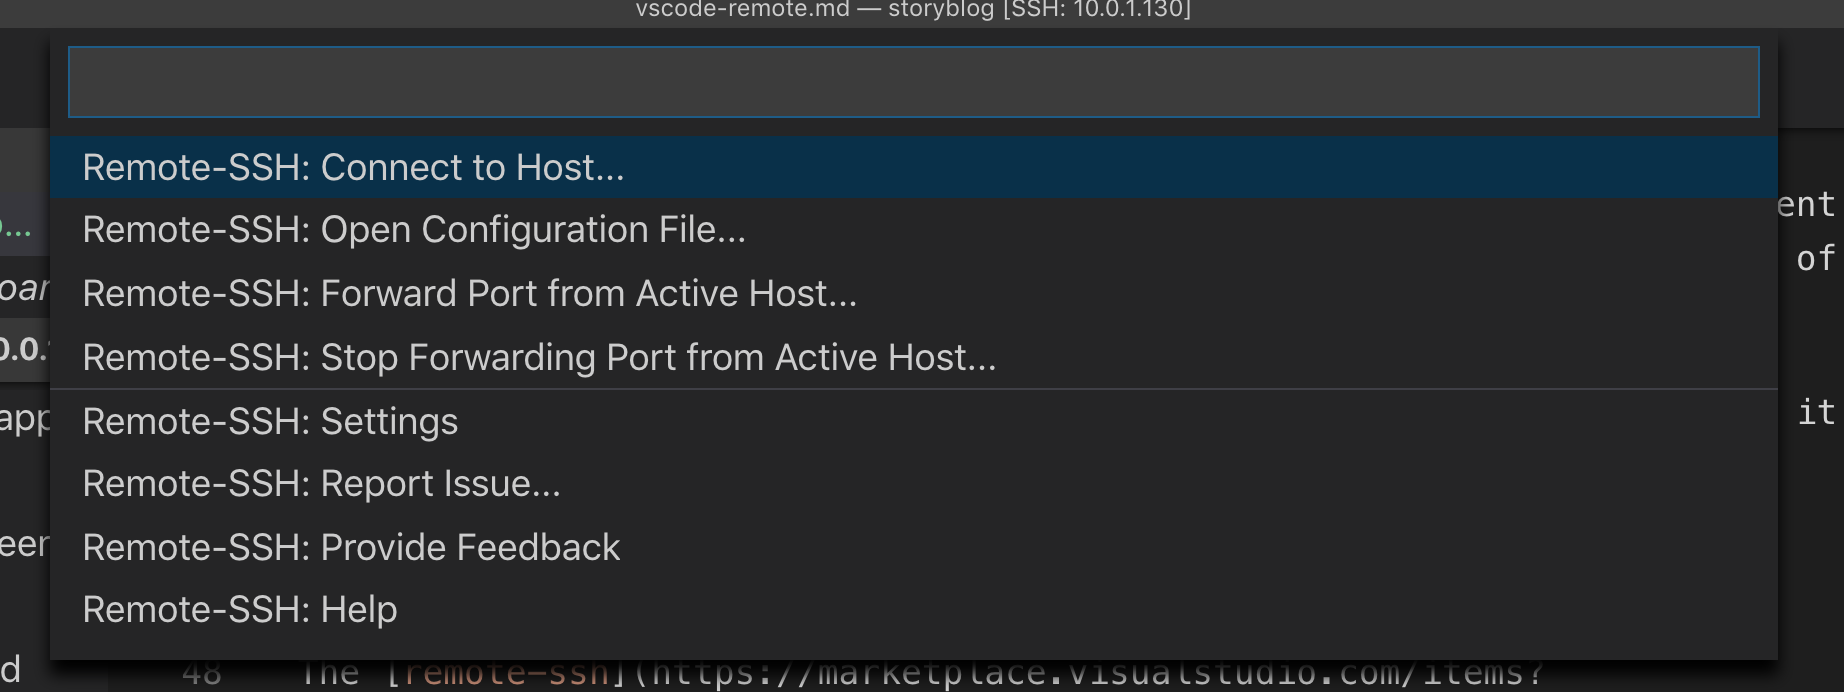 vscode-remote.md — storyblog [SSH: 10.0.1.130]
Remote-SSH: Connect to Host...
ent
Remote-SSH: Open Configuration File...
of
Remote-SSH: Forward Port from Active Host...
Remote-SSH: Stop Forwarding Port from Active Host...
app
Remote-SSH: Settings
it
Remote-SSH: Report Issue...
eer
Remote-SSH: Provide Feedback
Remote-SSH: Help
d
48 The [remote-ssh](https://marketplace.visualstudio.com/items?